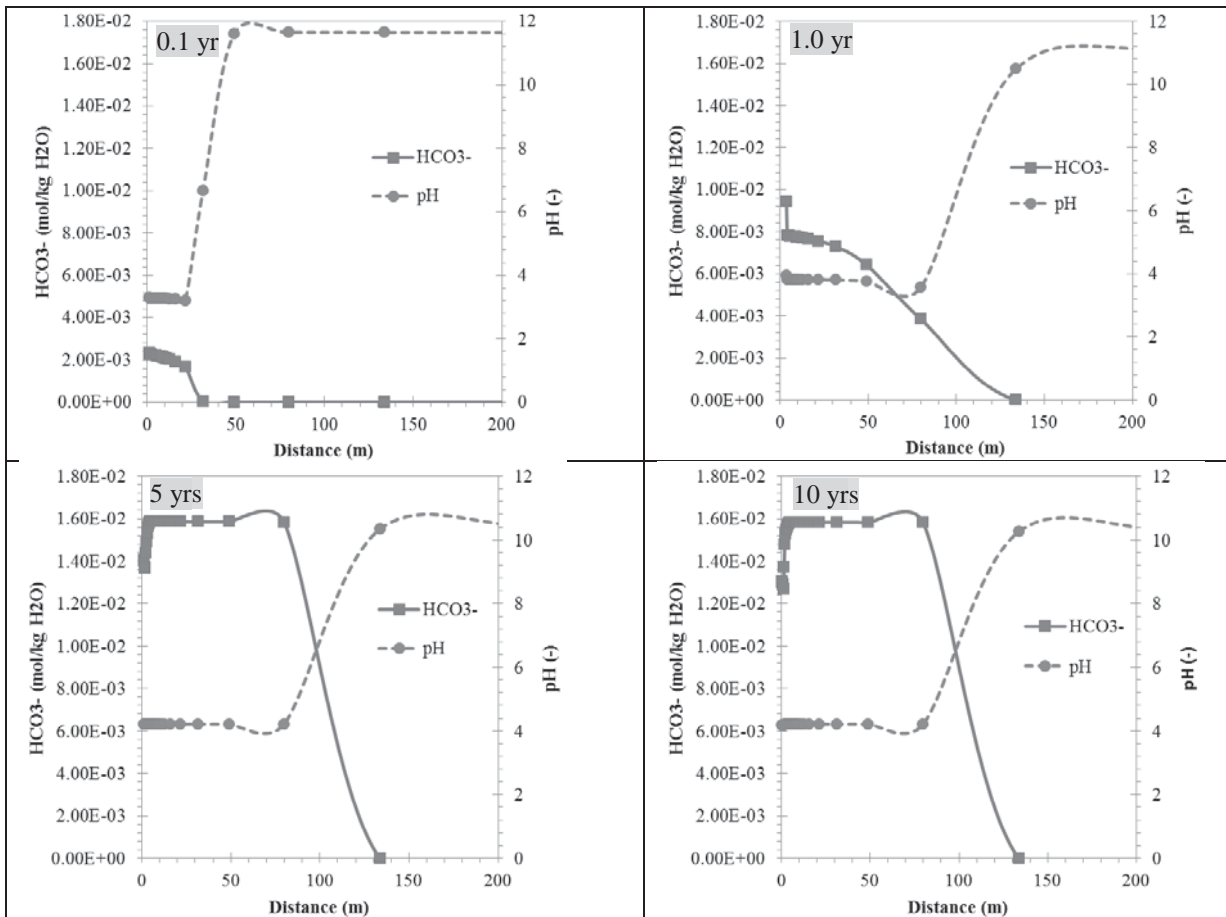 0.1 yr
1.80E-02
1.60E-02
1.40E-02
1.20E-02
1.00E-02
8.00E-03
6.00E-03
4.00E-03
2.00E-03
0.00E+00
HCO3- (mol/kg H2O)
12
10
8
6
4
2
0
pH (-)
HCO3-
pH
0 50 100 150 200
Distance (m)
1.0 yr
1.80E-02
1.60E-02
1.40E-02
1.20E-02
1.00E-02
8.00E-03
6.00E-03
4.00E-03
2.00E-03
0.00E+00
HCO3- (mol/kg H2O)
12
10
8
6
4
2
0
pH (-)
HCO3-
pH
0 50 100 150 200
Distance (m)
5 yrs
1.80E-02
1.60E-02
1.40E-02
1.20E-02
1.00E-02
8.00E-03
6.00E-03
4.00E-03
2.00E-03
0.00E+00
HCO3- (mol/kg H2O)
12
10
8
6
4
2
0
pH (-)
HCO3-
pH
0 50 100 150 200
Distance (m)
10 yrs
1.80E-02
1.60E-02
1.40E-02
1.20E-02
1.00E-02
8.00E-03
6.00E-03
4.00E-03
2.00E-03
0.00E+00
HCO3- (mol/kg H2O)
12
10
8
6
4
2
0
pH (-)
HCO3-
pH
0 50 100 150 200
Distance (m)